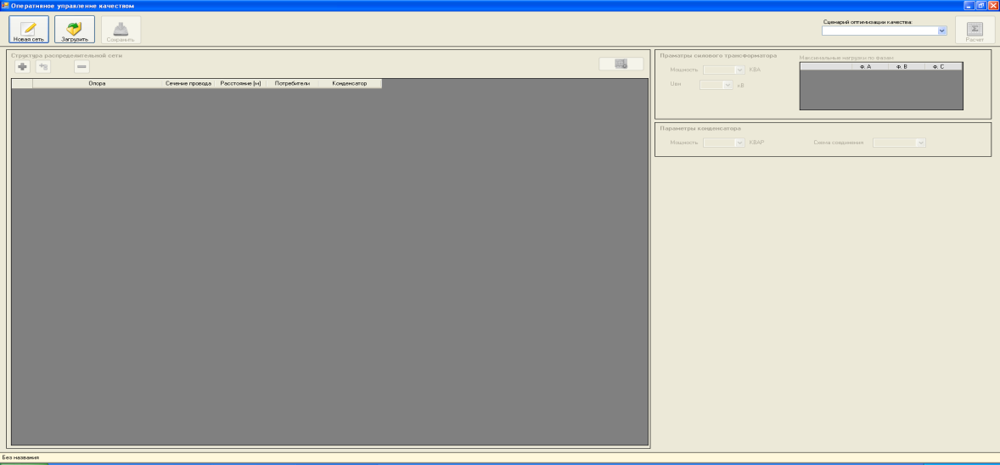 Оперативное управление качеством
Новая сеть
Загрузить
Сохранить
Сценарий оптимизации качества:
Расчет
Структура распределительной сети
Опора Сечение провода Расстояние (м) Потребители Конденсатор
Праматры силового трансформатора
Мощность КВА
Uвн кВ
Максимальные нагрузки по фазам
ф. А ф. В ф. С
Параметры конденсатора
Мощность КВАР Схема соединения
Без названия